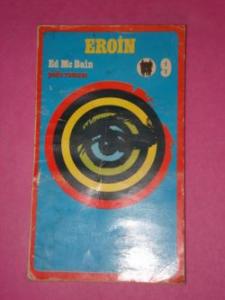 EROİN
Ed Mc Bain
polis romanı
9